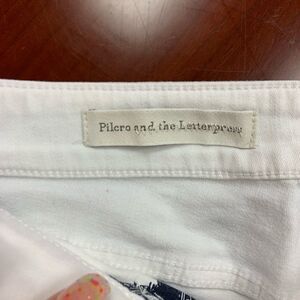 Pilcro and the Letterpress